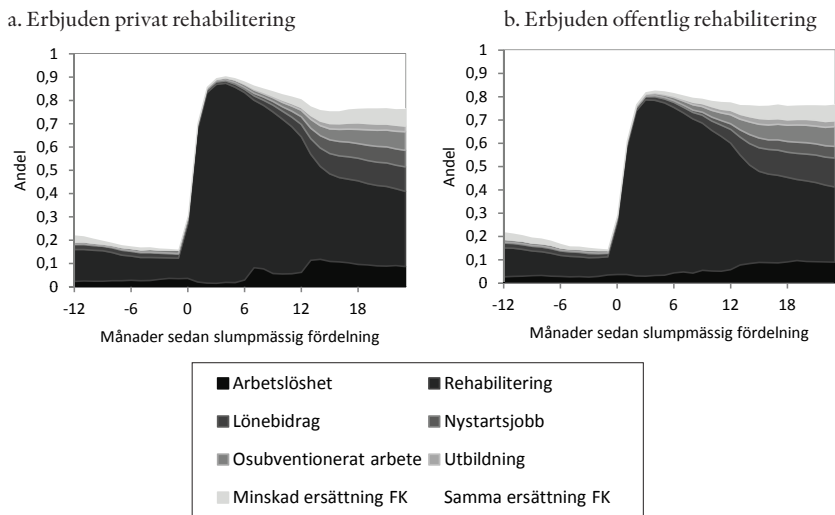 a. Erbjuden privat rehabilitering
b. Erbjuden offentlig rehabilitering
1
0,9
0,8
0,7
0,6
0,5
0,4
0,3
0,2
0,1
0
Andel
-12 -6 0 6 12 18
Månader sedan slumpmässig fördelning
1
0,9
0,8
0,7
0,6
0,5
0,4
0,3
0,2
0,1
0
Andel
-12 -6 0 6 12 18
Månader sedan slumpmässig fördelning
Arbetslöshet Rehabilitering
Lönebidrag Nystartsjobb
Osubventionerat arbete Utbildning
Minskad ersättning FK Samma ersättning FK